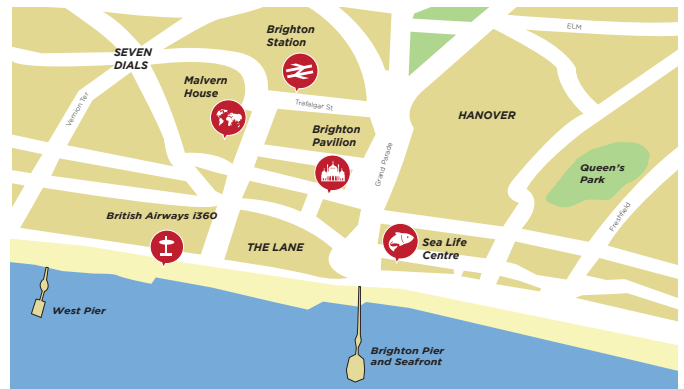 ELM
Brighton
Station
SEVEN
DIALS
Malvern
House
Vernon Ter
Trafalgar St.
HANOVER
Brighton
Pavilion
Grand Parade
Queen's
Park
Freshfield
British Airways i360
THE LANE
Sea Life
Centre
West Pier
Brighton Pier
and Seafront